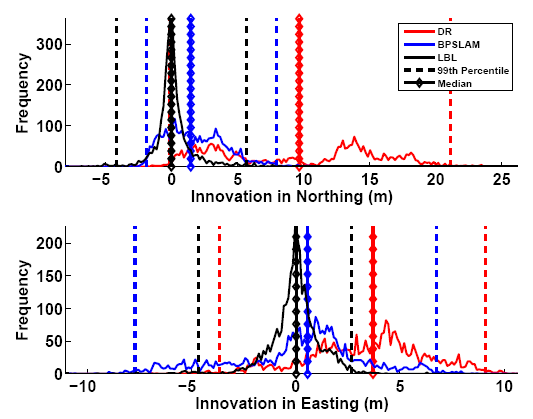 DR
BPSLAM
LBL
99th Percentile
Median
Frequency
300
200
100
0
−5 0 5 10 15 20 25
Innovation in Northing (m)
Frequency
200
150
100
50
0
−10 −5 0 5 10
Innovation in Easting (m)